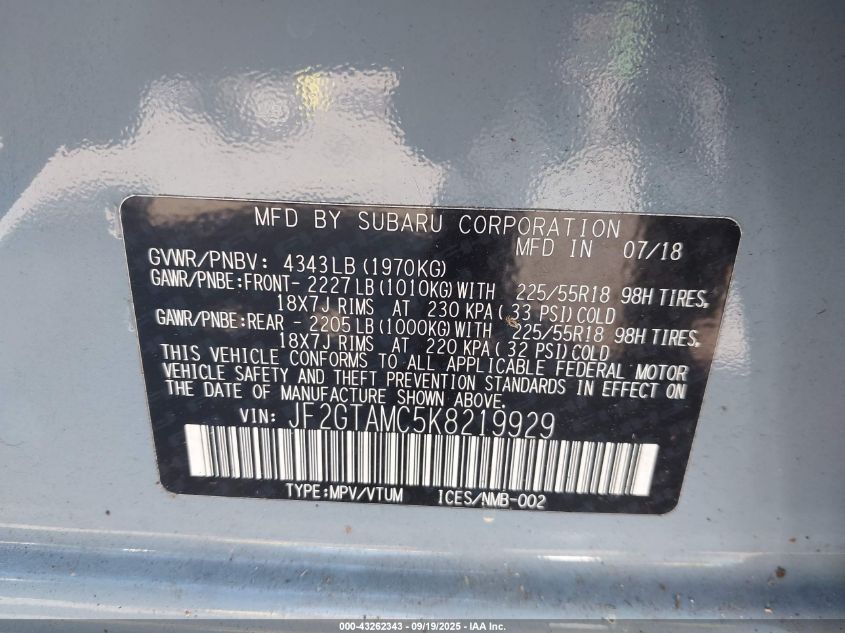 MFD BY SUBARU CORPORATION
MFD IN 07/18
GVWR/PNBV: 4343LB(1970KG)
GAWR/PNBE:FRONT-2227LB(1010KG)WITH 225/55R18 98H TIRES,
18X7J RIMS AT 230 KPA(33 PSI)COLD
GAWR/PNBE:REAR -2205LB(1000KG)WITH 225/55R18 98H TIRES,
18X7J RIMS AT 220 KPA(32 PSI)COLD
THIS VEHICLE CONFORMS TO ALL APPLICABLE FEDERAL MOTOR
VEHICLE SAFETY AND THEFT PREVENTION STANDARDS IN EFFECT ON
THE DATE OF MANUFACTURE SHOWN ABOVE.
VIN: JF2GTAMC5K8219929
TYPE:MPV/VTUM ICES/NMB-002
000-43262343 - 09/19/2025 - IAA Inc.